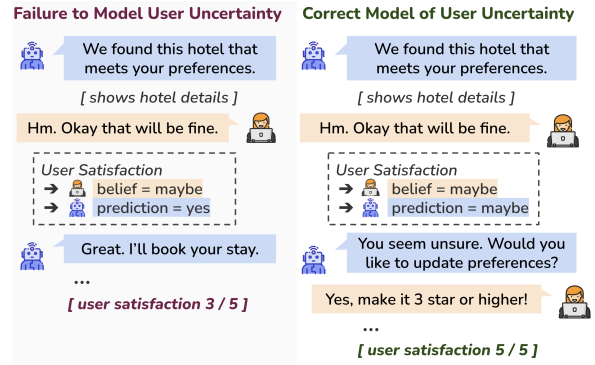 Failure to Model User Uncertainty
We found this hotel that
meets your preferences.
[ shows hotel details ]
Hm. Okay that will be fine.
User Satisfaction
➔ belief = maybe
➔ prediction = yes
Great. I'll book your stay.
...
[ user satisfaction 3 / 5 ]
Correct Model of User Uncertainty
We found this hotel that
meets your preferences.
[ shows hotel details ]
Hm. Okay that will be fine.
User Satisfaction
➔ belief = maybe
➔ prediction = maybe
You seem unsure. Would you
like to update preferences?
Yes, make it 3 star or higher!
...
[ user satisfaction 5 / 5 ]